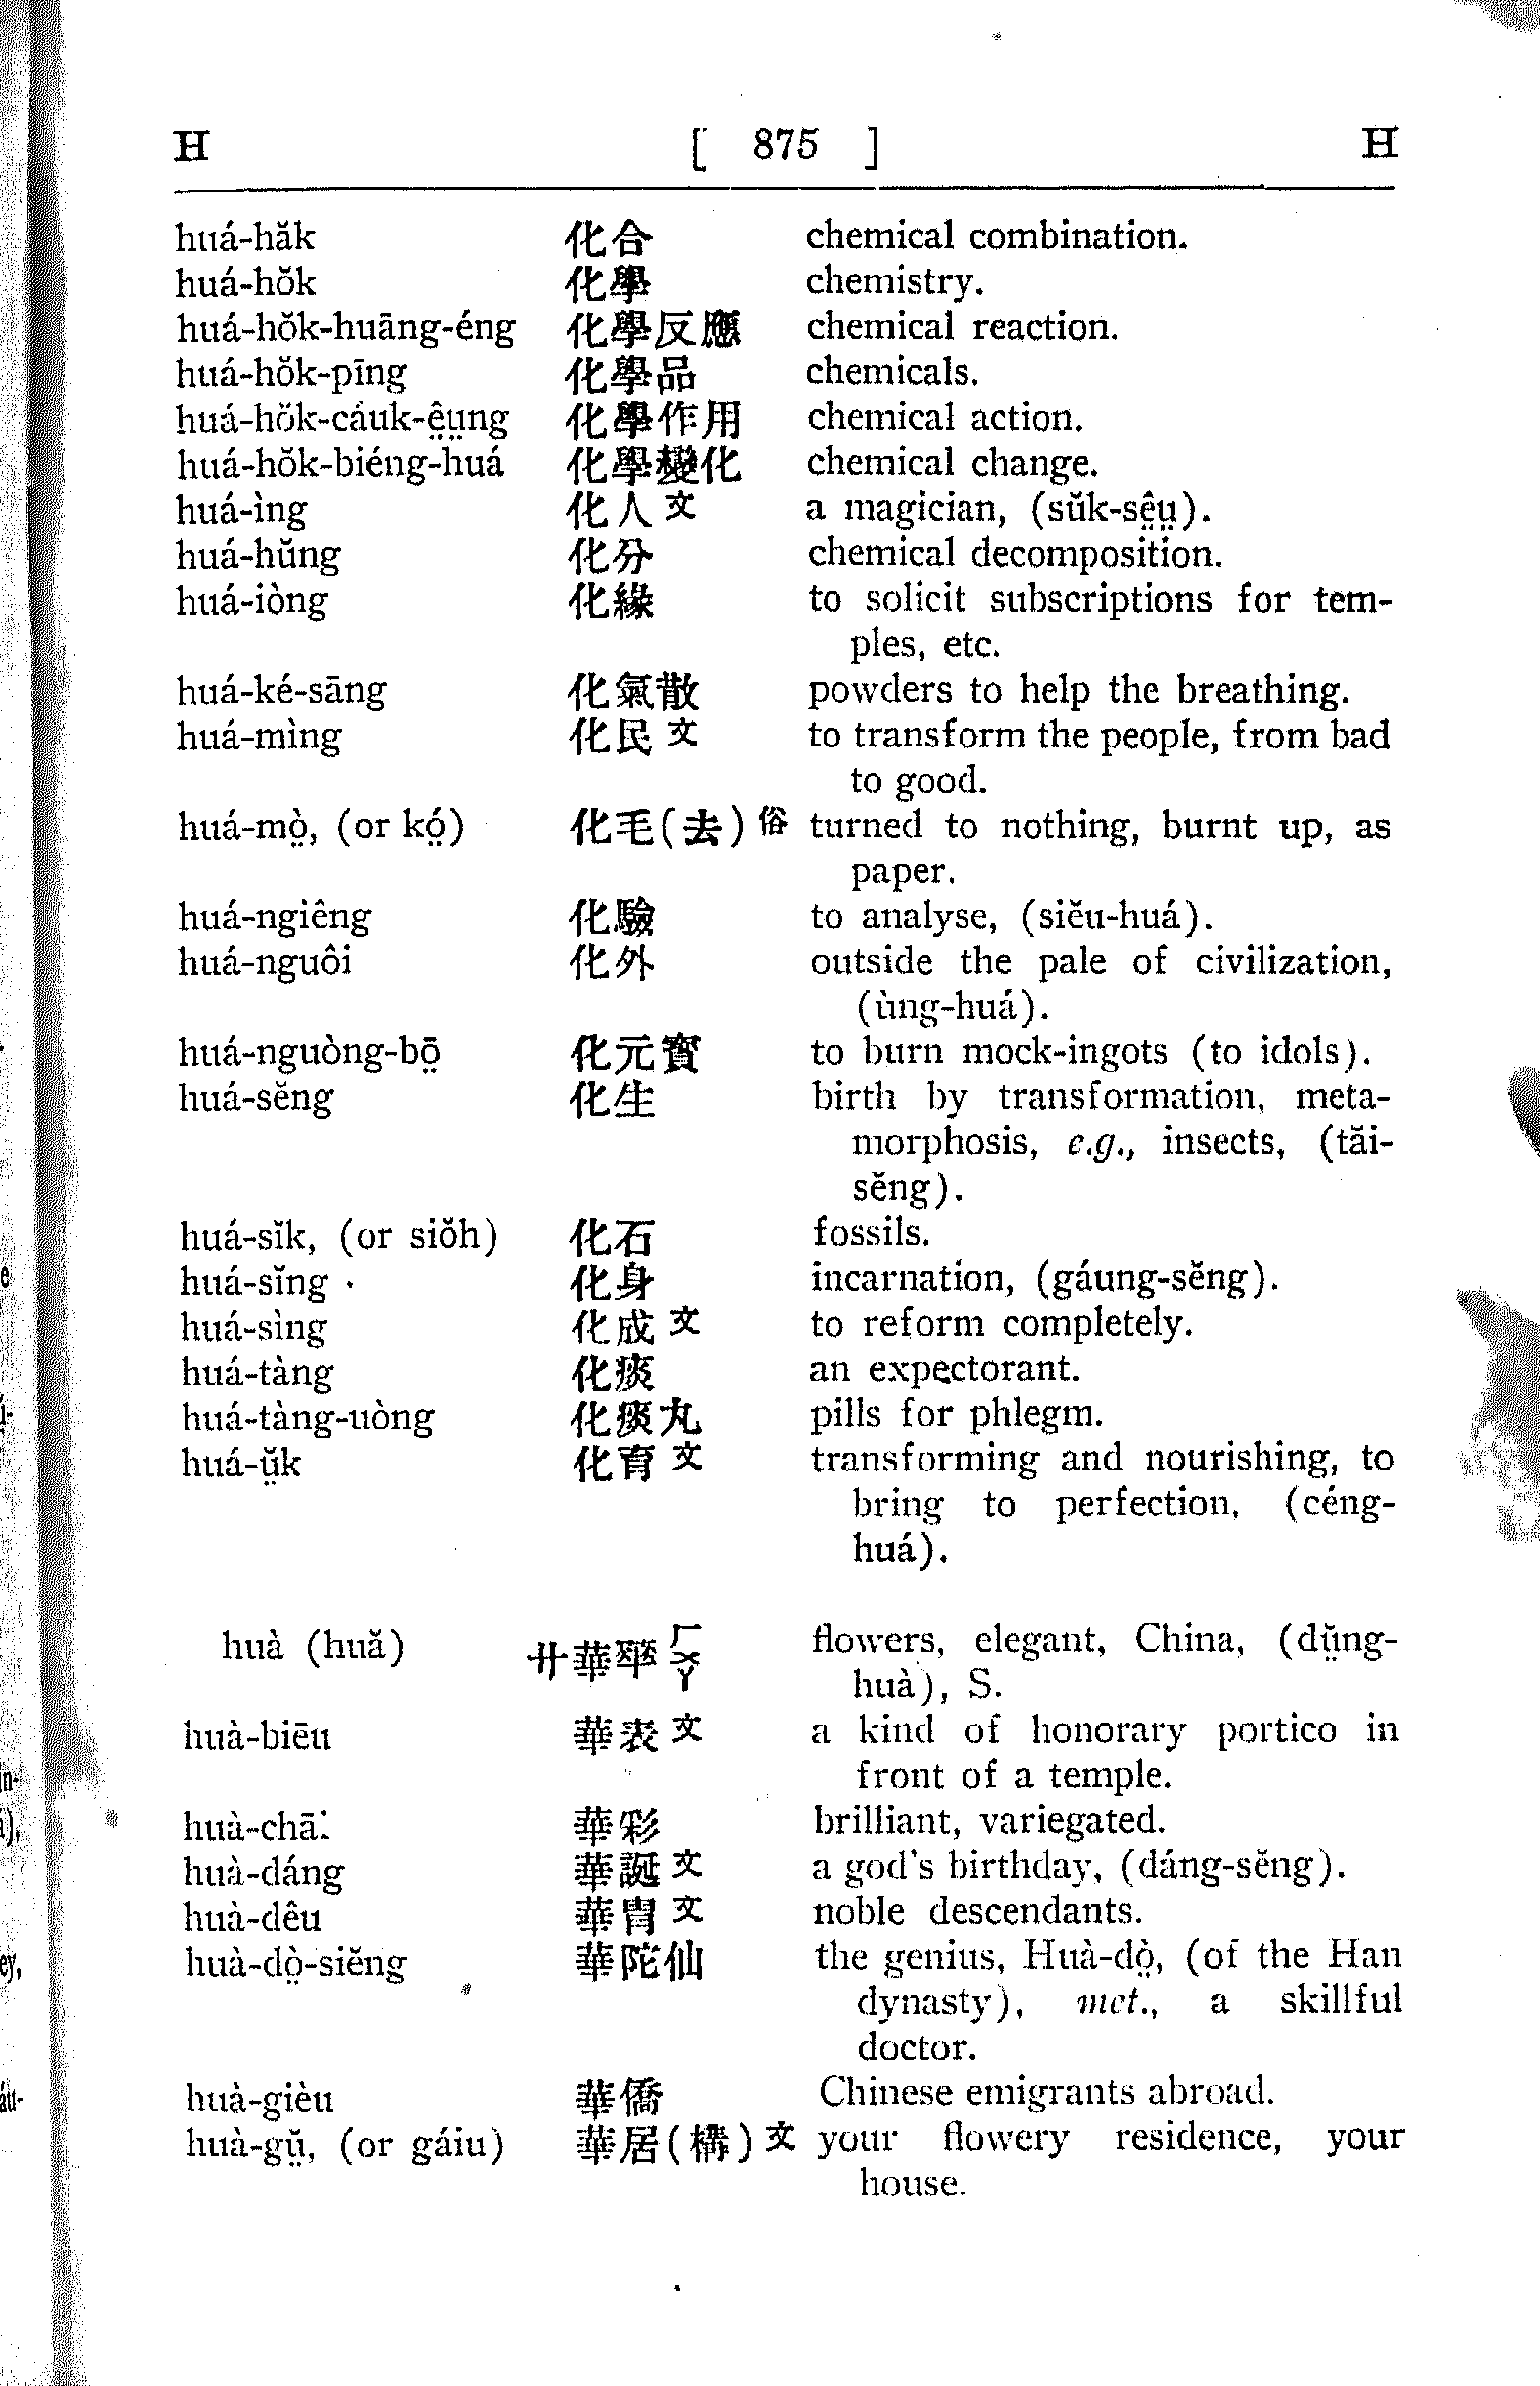 H [ 875 ] H
huá-hăk 化合 chemical combination.
huá-hŏk 化學 chemistry.
huá-hŏk-huāng-éng 化學反應 chemical reaction.
huá-hŏk-pīng 化學品 chemicals.
huá-hŏk-cáuk-ê̤ṳng 化學作用 chemical action.
huá-hŏk-biéng-huá 化學變化 chemical change.
huá-ìng 化人文 a magician, (sŭk-sê̤ṳ).
huá-hŭng 化分 chemical decomposition.
huá-iòng 化緣 to solicit subscriptions for tem-
ples, etc.
huá-ké-sāng 化氣散 powders to help the breathing.
huá-mìng 化民文 to transform the people, from bad
to good.
huá-mò̤, (or kó̤) 化毛(去)俗 turned to nothing, burnt up, as
paper.
huá-ngiêng 化驗 to analyse, (siĕu-huá).
huá-nguôi 化外 outside the pale of civilization,
(ùng-huá).
huá-nguòng-bō̤ 化元寶 to burn mock-ingots (to idols).
huá-sĕng 化生 birth by transformation, meta-
morphosis, e.g., insects, (tăi-
sĕng).
huá-sĭk, (or siŏh) 化石 fossils.
huá-sĭng 化身 incarnation, (gáung-sĕng).
huá-sìng 化成文 to reform completely.
huá-tàng 化痰 an expectorant.
huá-tàng-uòng 化痰丸 pills for phlegm.
huá-ṳ̆k 化育文 transforming and nourishing, to
bring to perfection, (céng-
huá).
huà (huă) 艹華 ㄏㄨㄚ flowers, elegant, China, (dṳ̆ng-
huà), S.
huà-biēu 華表文 a kind of honorary portico in
front of a temple.
huà-chāi 華彩 brilliant, variegated.
huà-dáng 華誕文 a god's birthday, (dáng-sĕng).
huà-dêu 華胄文 noble descendants.
huà-dò̤-siĕng 華陀仙 the genius, Huà-dò̤, (of the Han
dynasty), met., a skillful
doctor.
huà-gièu 華僑 Chinese emigrants abroad.
huà-gṳ̆, (or gáiu) 華居(構)文 your flowery residence, your
house.